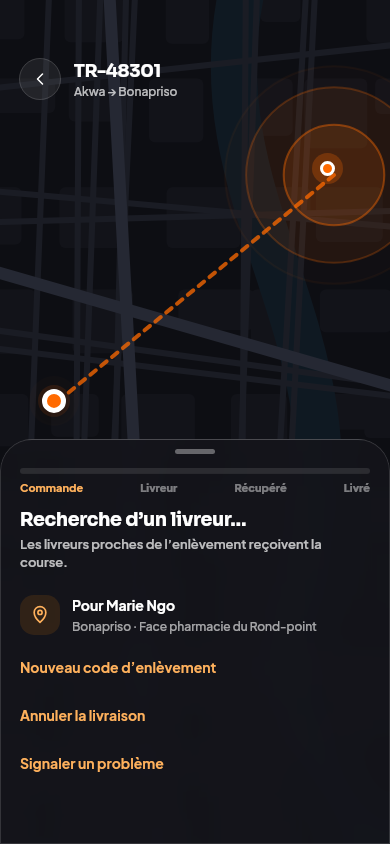 TR-48301
Akwa → Bonapriso
Commande Livreur Récupéré Livré
Recherche d’un livreur…
Les livreurs proches de l’enlèvement reçoivent la
course.
Pour Marie Ngo
Bonapriso · Face pharmacie du Rond-point
Nouveau code d’enlèvement
Annuler la livraison
Signaler un problème